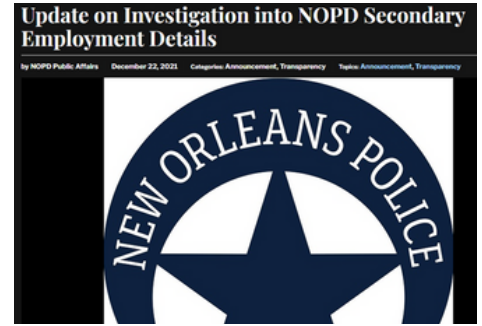 Update on Investigation into NOPD Secondary
Employment Details
by NOPD Public Affairs December 22, 2021 Categories: Announcement, Transparency Topics: Announcement, Transparency
NEW ORLEANS POLICE